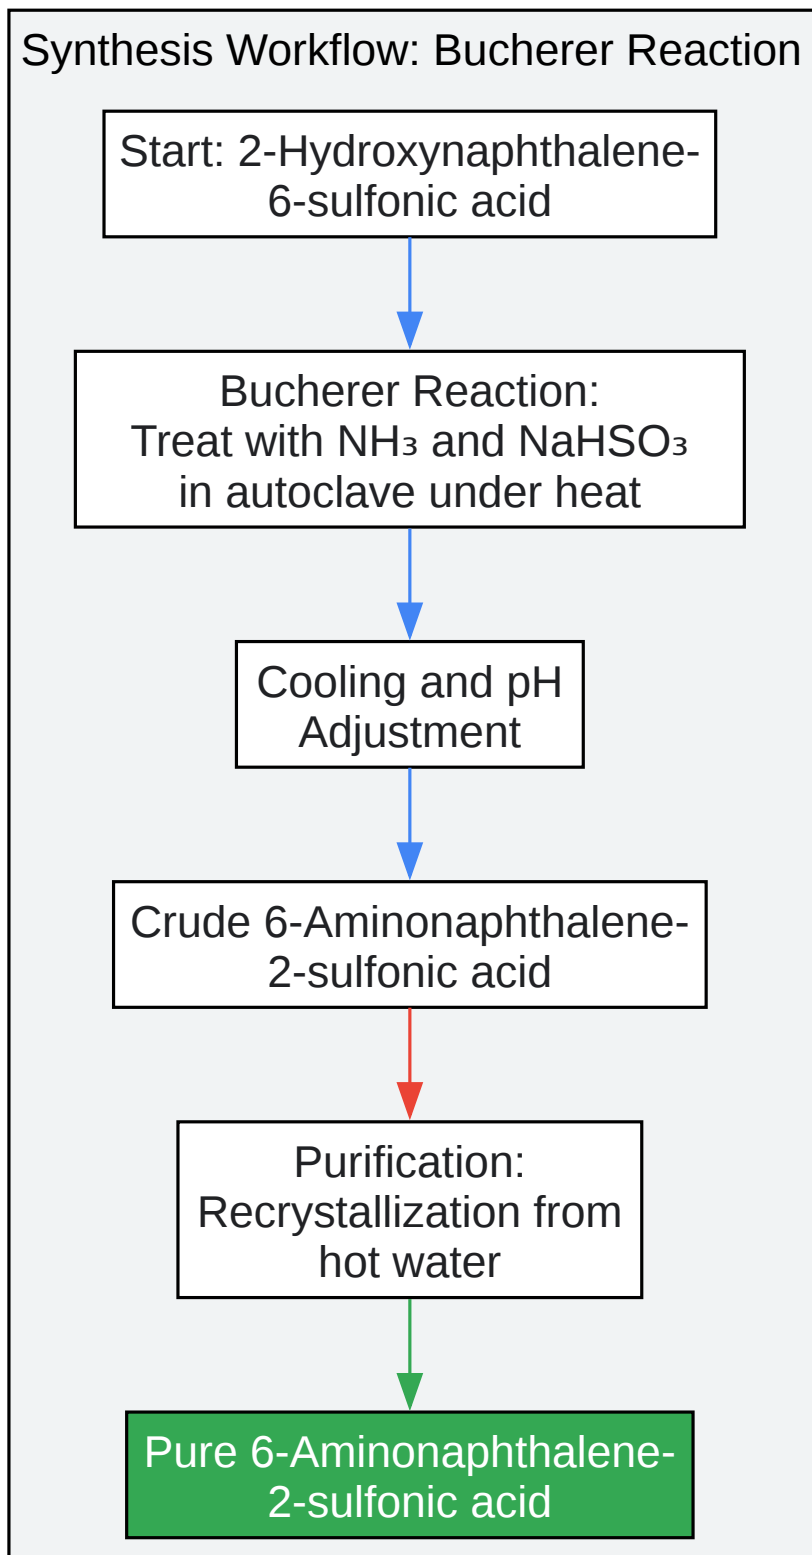 Synthesis Workflow: Bucherer Reaction
Start: 2-Hydroxynaphthalene-
6-sulfonic acid
Bucherer Reaction:
Treat with NH₃ and NaHSO₃
in autoclave under heat
Cooling and pH
Adjustment
Crude 6-Aminonaphthalene-
2-sulfonic acid
Purification:
Recrystallization from
hot water
Pure 6-Aminonaphthalene-
2-sulfonic acid